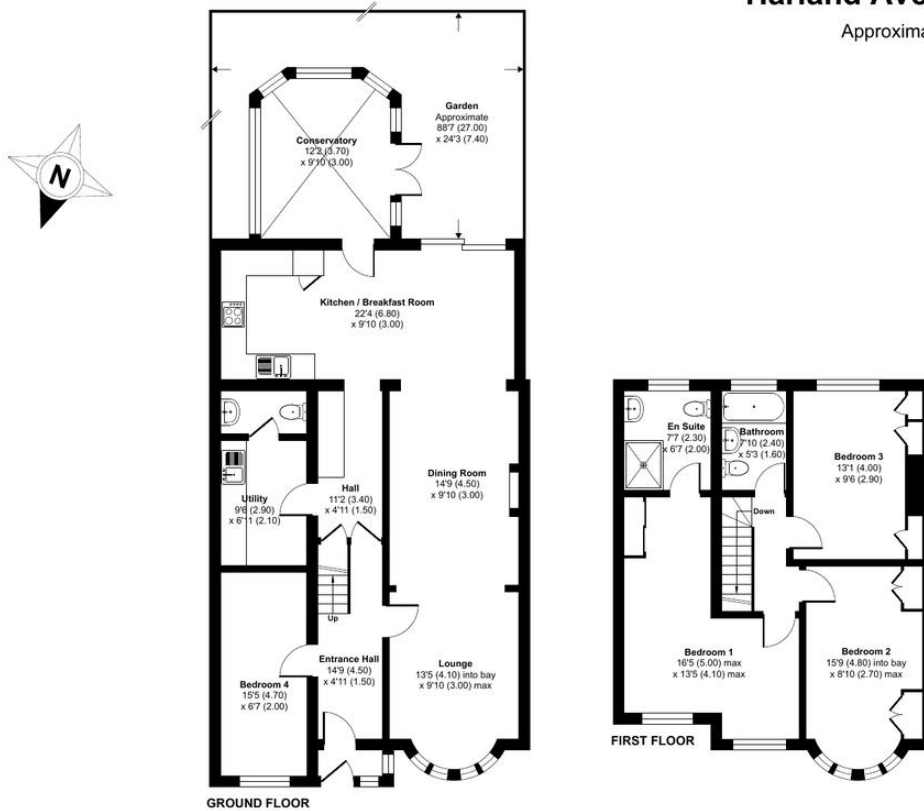 Approxima
N
Garden
Approximate
88'7 (27.00)
x 24'3 (7.40)
Conservatory
12'2 (3.70)
x 9'10 (3.00)
Kitchen / Breakfast Room
22'4 (6.80)
x 9'10 (3.00)
Dining Room
14'9 (4.50)
x 9'10 (3.00)
Hall
11'2 (3.40)
x 4'11 (1.50)
Utility
9'6 (2.90)
x 6'11 (2.10)
Up
Entrance Hall
14'9 (4.50)
x 4'11 (1.50)
Lounge
13'5 (4.10) into bay
x 9'10 (3.00) max
Bedroom 4
15'5 (4.70)
x 6'7 (2.00)
GROUND FLOOR
En Suite
7'7 (2.30)
x 6'7 (2.00)
Bathroom
7'10 (2.40)
x 5'3 (1.60)
Bedroom 3
13'1 (4.00)
x 9'6 (2.90)
Down
Bedroom 1
16'5 (5.00) max
x 13'5 (4.10) max
Bedroom 2
15'9 (4.80) into bay
x 8'10 (2.70) max
FIRST FLOOR